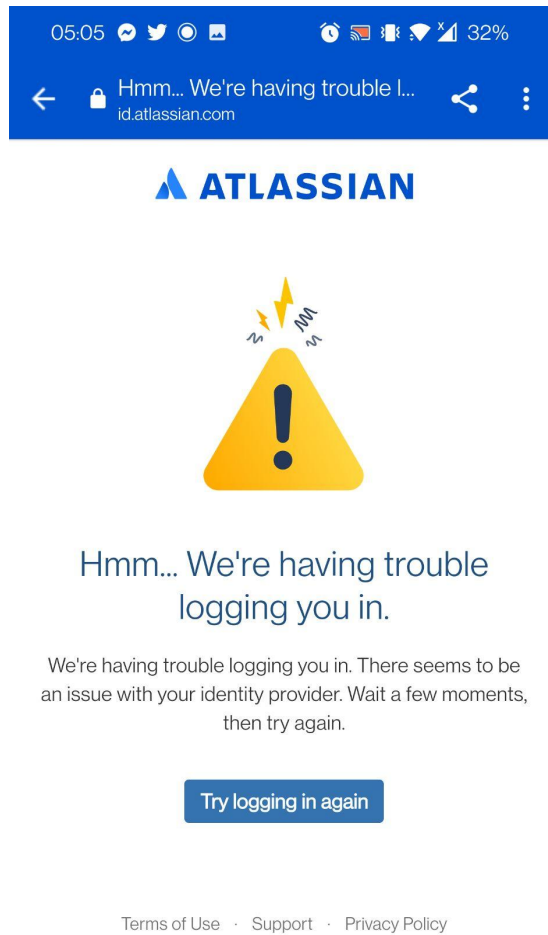 05:05 32%
Hmm... We're having trouble l...
id.atlassian.com
ATLASSIAN
Hmm... We're having trouble
logging you in.
We're having trouble logging you in. There seems to be
an issue with your identity provider. Wait a few moments,
then try again.
Try logging in again
Terms of Use · Support · Privacy Policy